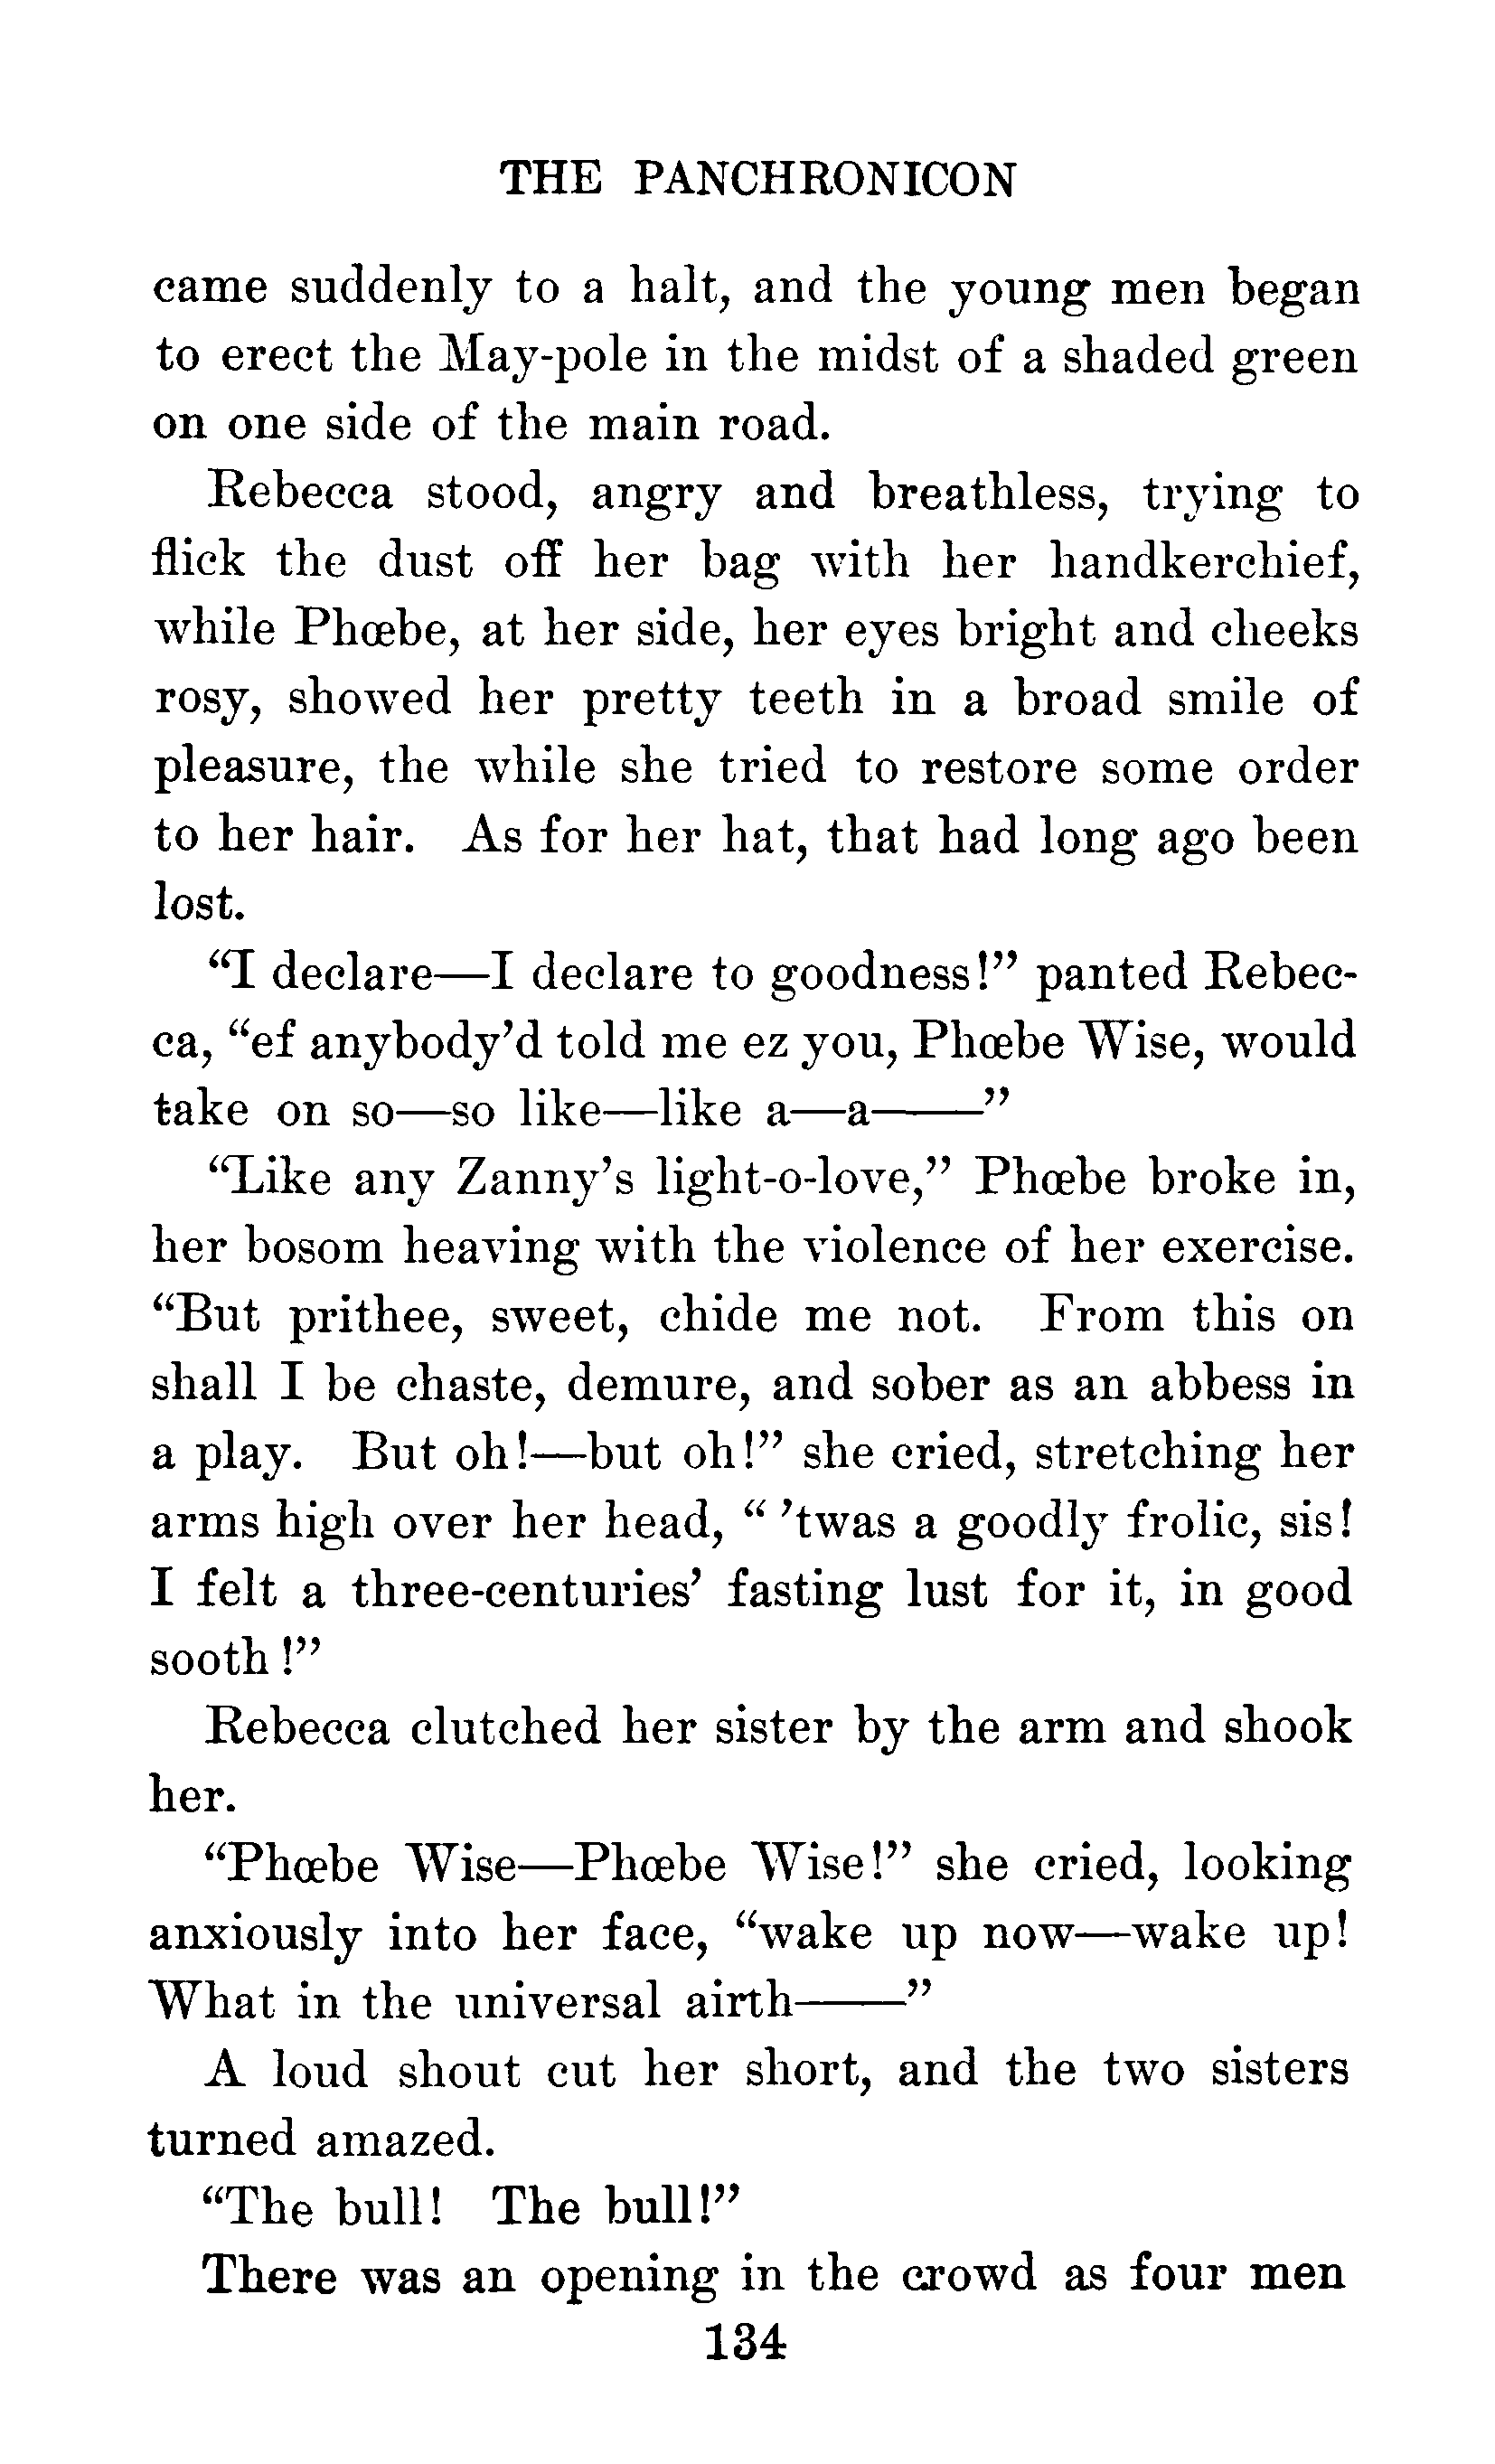 THE PANCHRONICON
came suddenly to a halt, and the young men began
to erect the May-pole in the midst of a shaded green
on one side of the main road.
Rebecca stood, angry and breathless, trying to
flick the dust off her bag with her handkerchief,
while Phœbe, at her side, her eyes bright and cheeks
rosy, showed her pretty teeth in a broad smile of
pleasure, the while she tried to restore some order
to her hair. As for her hat, that had long ago been
lost.
“I declare—I declare to goodness!” panted Rebec-
ca, “ef anybody’d told me ez you, Phœbe Wise, would
take on so—so like—like a—a——”
“Like any Zanny’s light-o-love,” Phœbe broke in,
her bosom heaving with the violence of her exercise.
“But prithee, sweet, chide me not. From this on
shall I be chaste, demure, and sober as an abbess in
a play. But oh!—but oh!” she cried, stretching her
arms high over her head, “ ’twas a goodly frolic, sis!
I felt a three-centuries’ fasting lust for it, in good
sooth!”
Rebecca clutched her sister by the arm and shook
her.
“Phœbe Wise—Phœbe Wise!” she cried, looking
anxiously into her face, “wake up now—wake up!
What in the universal airth——”
A loud shout cut her short, and the two sisters
turned amazed.
“The bull! The bull!”
There was an opening in the crowd as four men
134